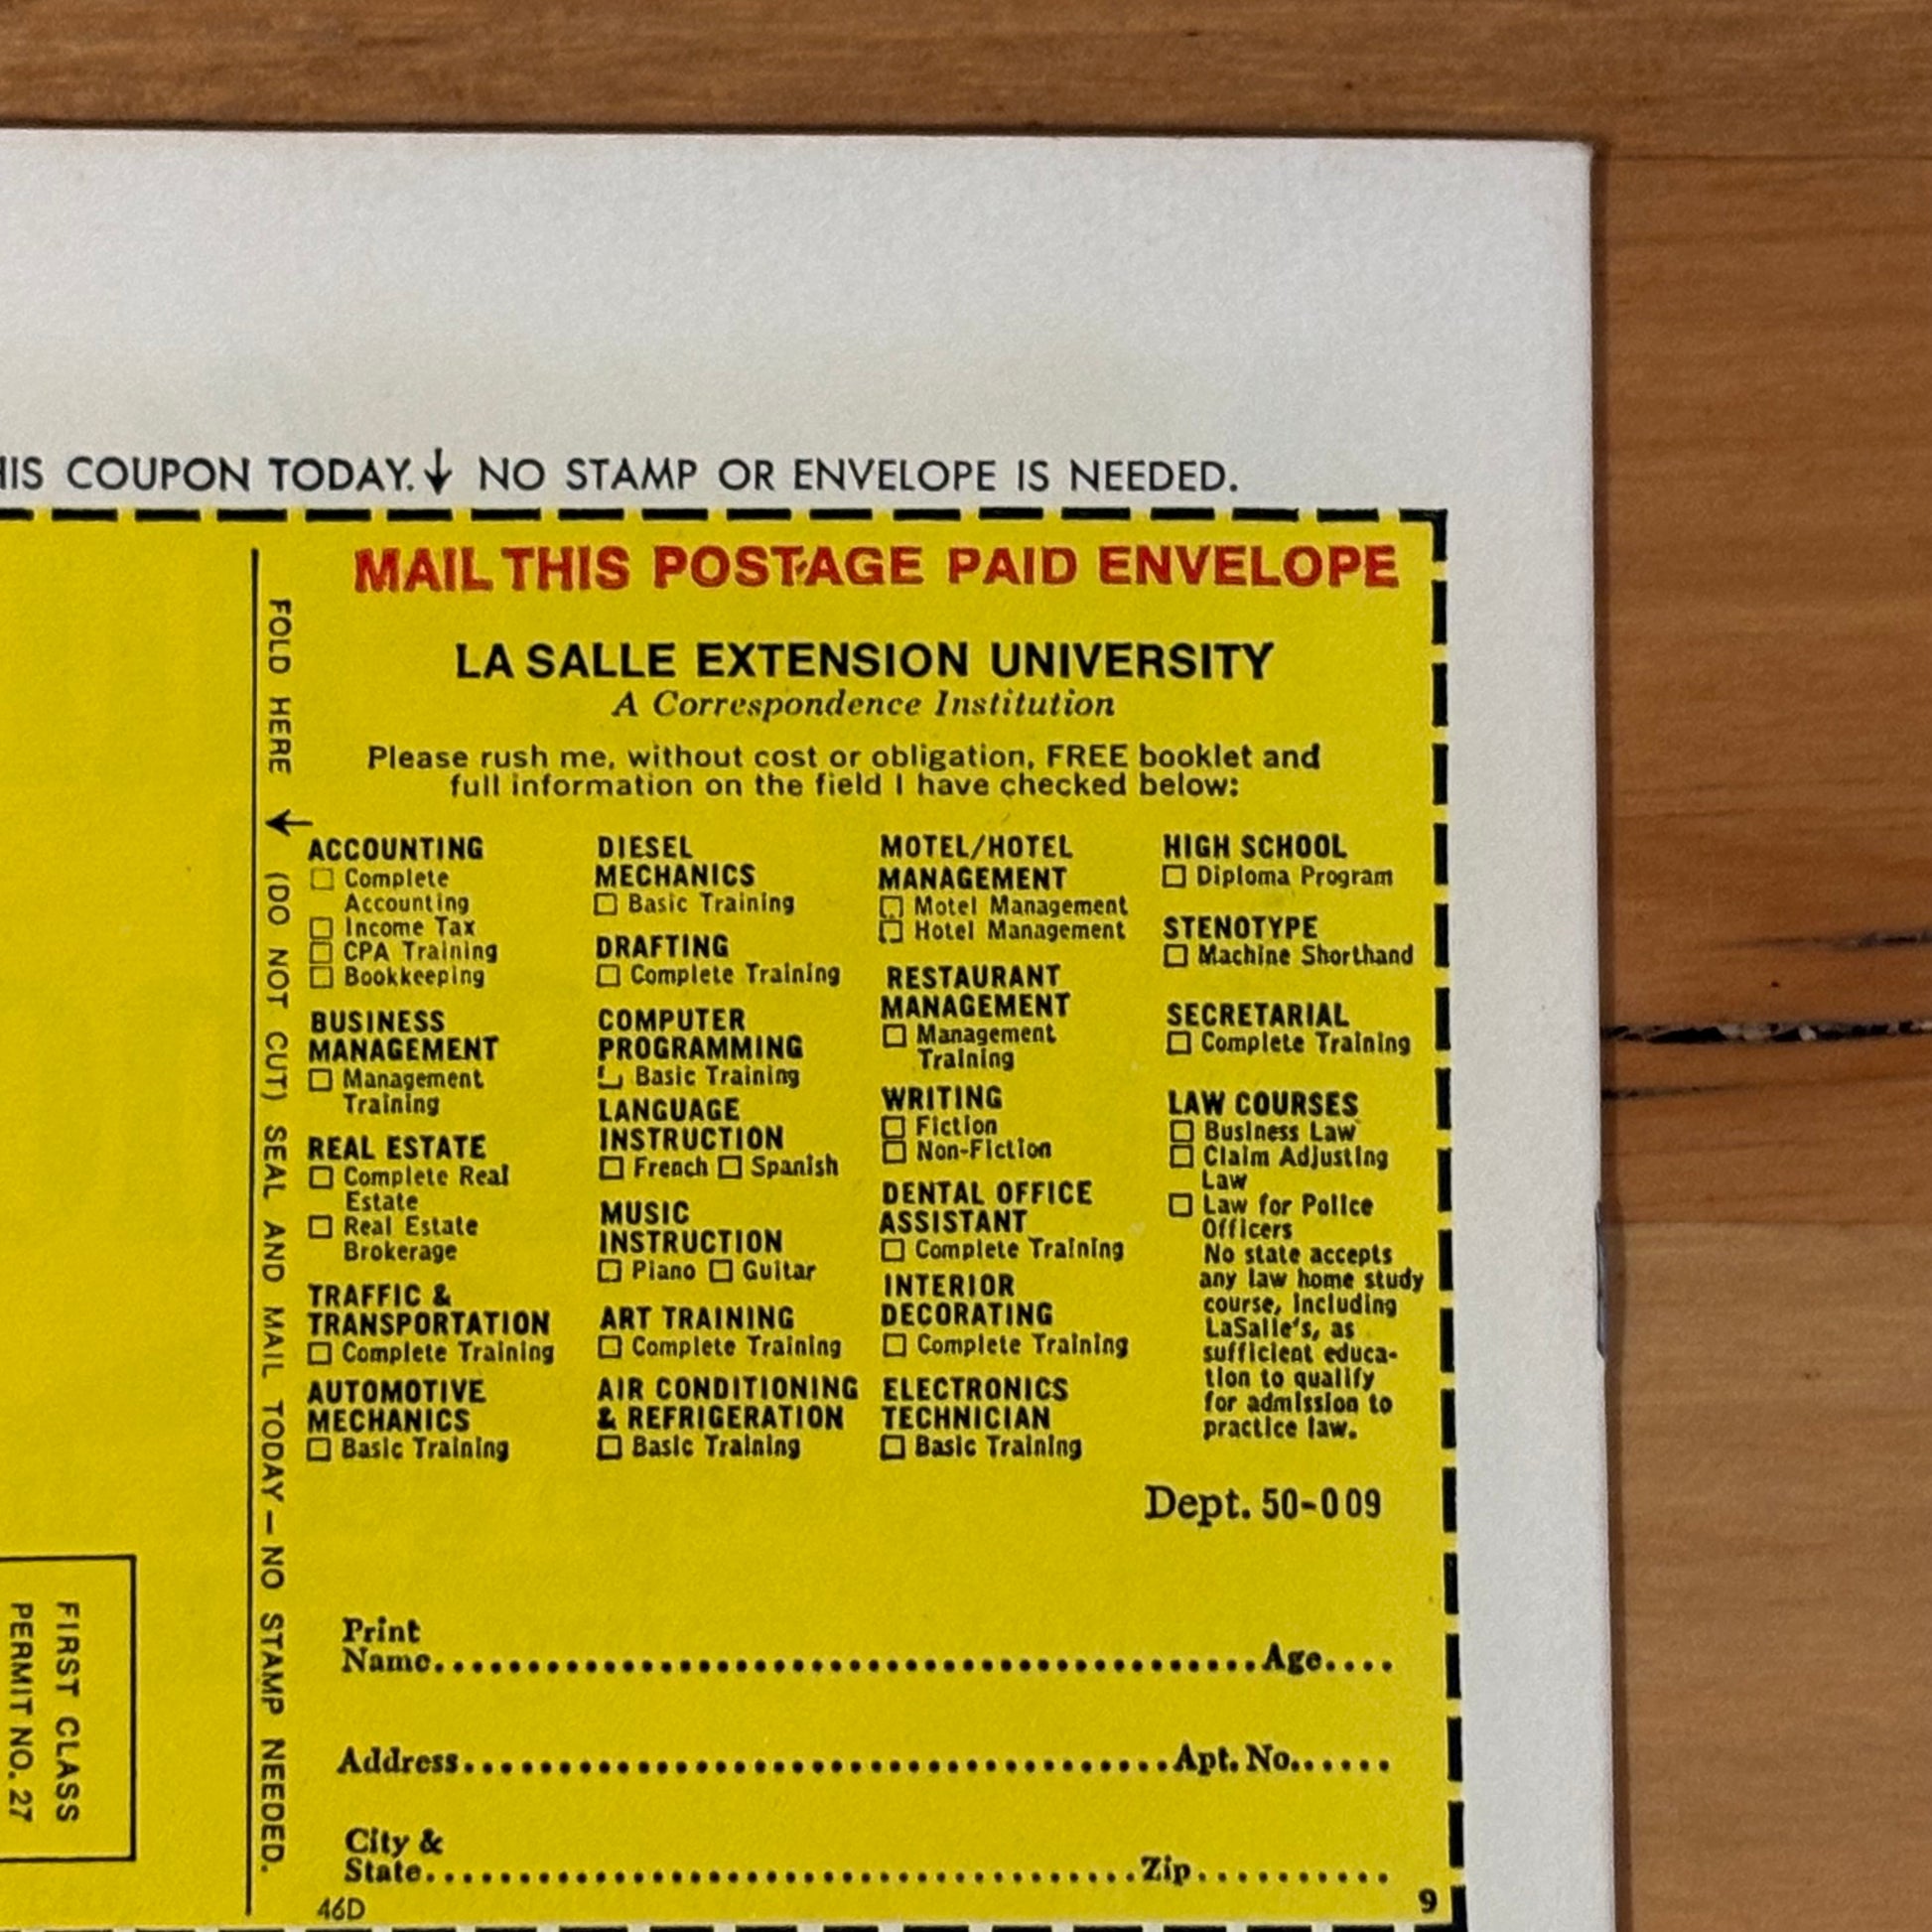 HIS COUPON TODAY.↓ NO STAMP OR ENVELOPE IS NEEDED.
MAIL THIS POSTAGE PAID ENVELOPE
LA SALLE EXTENSION UNIVERSITY
A Correspondence Institution
Please rush me, without cost or obligation, FREE booklet and
full information on the field I have checked below:
ACCOUNTING
☐ Complete
Accounting
☐ Income Tax
☐ CPA Training
☐ Bookkeeping
BUSINESS
MANAGEMENT
☐ Management
Training
REAL ESTATE
☐ Complete Real
Estate
☐ Real Estate
Brokerage
TRAFFIC &
TRANSPORTATION
☐ Complete Training
AUTOMOTIVE
MECHANICS
☐ Basic Training
DIESEL
MECHANICS
☐ Basic Training
DRAFTING
☐ Complete Training
COMPUTER
PROGRAMMING
☐ Basic Training
LANGUAGE
INSTRUCTION
☐ French ☐ Spanish
MUSIC
INSTRUCTION
☐ Piano ☐ Guitar
ART TRAINING
☐ Complete Training
AIR CONDITIONING
& REFRIGERATION
☐ Basic Training
MOTEL/HOTEL
MANAGEMENT
☐ Motel Management
☐ Hotel Management
RESTAURANT
MANAGEMENT
☐ Management
Training
WRITING
☐ Fiction
☐ Non-Fiction
DENTAL OFFICE
ASSISTANT
☐ Complete Training
INTERIOR
DECORATING
☐ Complete Training
ELECTRONICS
TECHNICIAN
☐ Basic Training
HIGH SCHOOL
☐ Diploma Program
STENOTYPE
☐ Machine Shorthand
SECRETARIAL
☐ Complete Training
LAW COURSES
☐ Business Law
☐ Claim Adjusting
Law
☐ Law for Police
Officers
No state accepts
any law home study
course, including
LaSalle's, as
sufficient educa-
tion to qualify
for admission to
practice law.
Dept. 50-009
Print
Name............................................Age....
Address......................................Apt. No......
City &
State......................................Zip..........
46D
9
FOLD HERE ↓ (DO NOT CUT) SEAL AND MAIL TODAY – NO STAMP NEEDED.
FIRST CLASS
PERMIT NO. 27